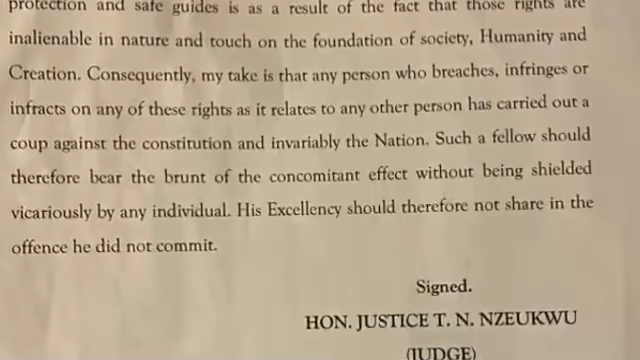 protection and safe guides is as a result of the fact that those rights are
inalienable in nature and touch on the foundation of society, Humanity and
Creation. Consequently, my take is that any person who breaches, infringes or
infracts on any of these rights as it relates to any other person has carried out a
coup against the constitution and invariably the Nation. Such a fellow should
therefore bear the brunt of the concomitant effect without being shielded
vicariously by any individual. His Excellency should therefore not share in the
offence he did not commit.
Signed.
HON. JUSTICE T. N. NZEUKWU
(JUDGE)